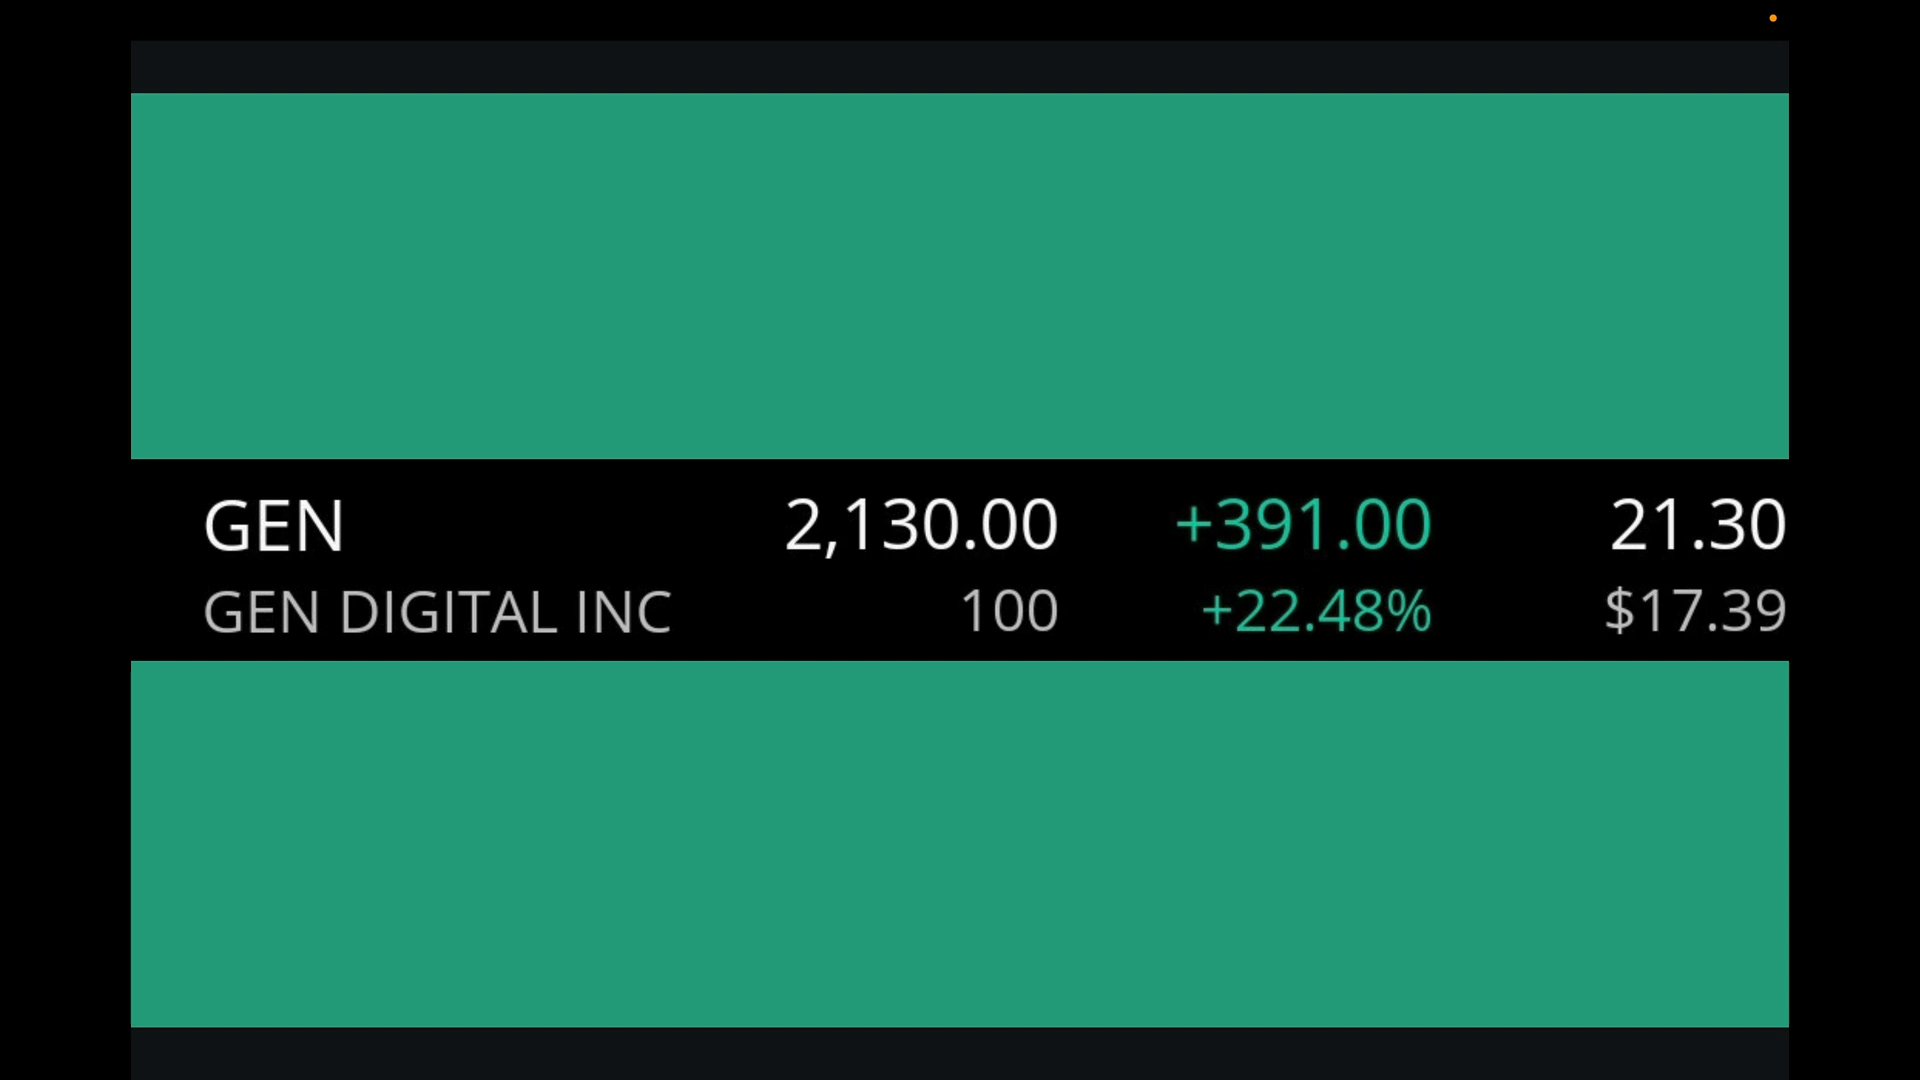 GEN 2,130.00 +391.00 21.30
GEN DIGITAL INC 100 +22.48% $17.39